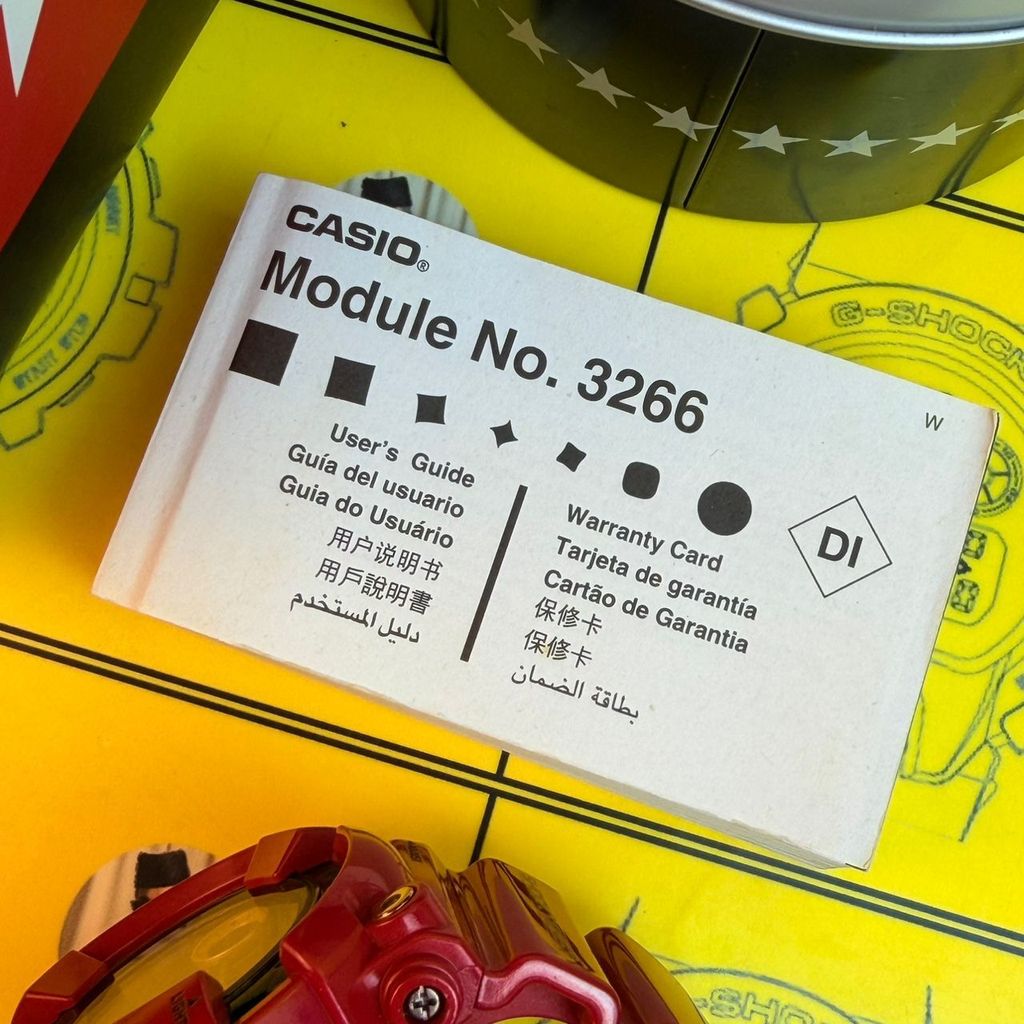 CASIO®
Module No. 3266
W
User's Guide
Guía del usuario
Guia do Usuário
用户说明书
用戶說明書
دليل المستخدم
Warranty Card
Tarjeta de garantía
Cartão de Garantia
保修卡
保修卡
بطاقة الضمان
DI
G-SHOCK
G-SHOCK